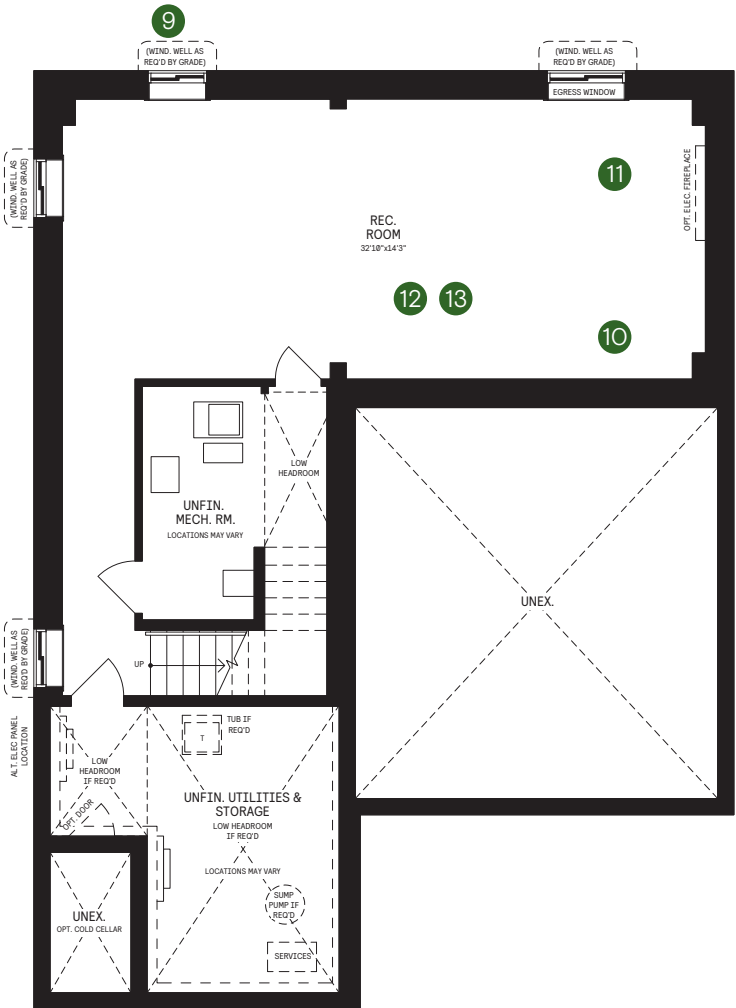 9
(WIND. WELL AS
REQ'D BY GRADE)
(WIND. WELL AS
REQ'D BY GRADE)
EGRESS WINDOW
(WIND. WELL AS
REQ'D BY GRADE)
11
OPT. ELEC. FIREPLACE
REC.
ROOM
32'10"x14'3"
12 13
10
LOW
HEADROOM
UNFIN.
MECH. RM.
LOCATIONS MAY VARY
UNEX.
(WIND. WELL AS
REQ'D BY GRADE)
UP
ALT. ELEC PANEL
LOCATION
TUB IF
REQ'D
T
LOW
HEADROOM
IF REQ'D
OPT. DOOR
UNFIN. UTILITIES &
STORAGE
LOW HEADROOM
IF REQ'D
X
LOCATIONS MAY VARY
SUMP
PUMP IF
REQ'D
UNEX.
OPT. COLD CELLAR
SERVICES